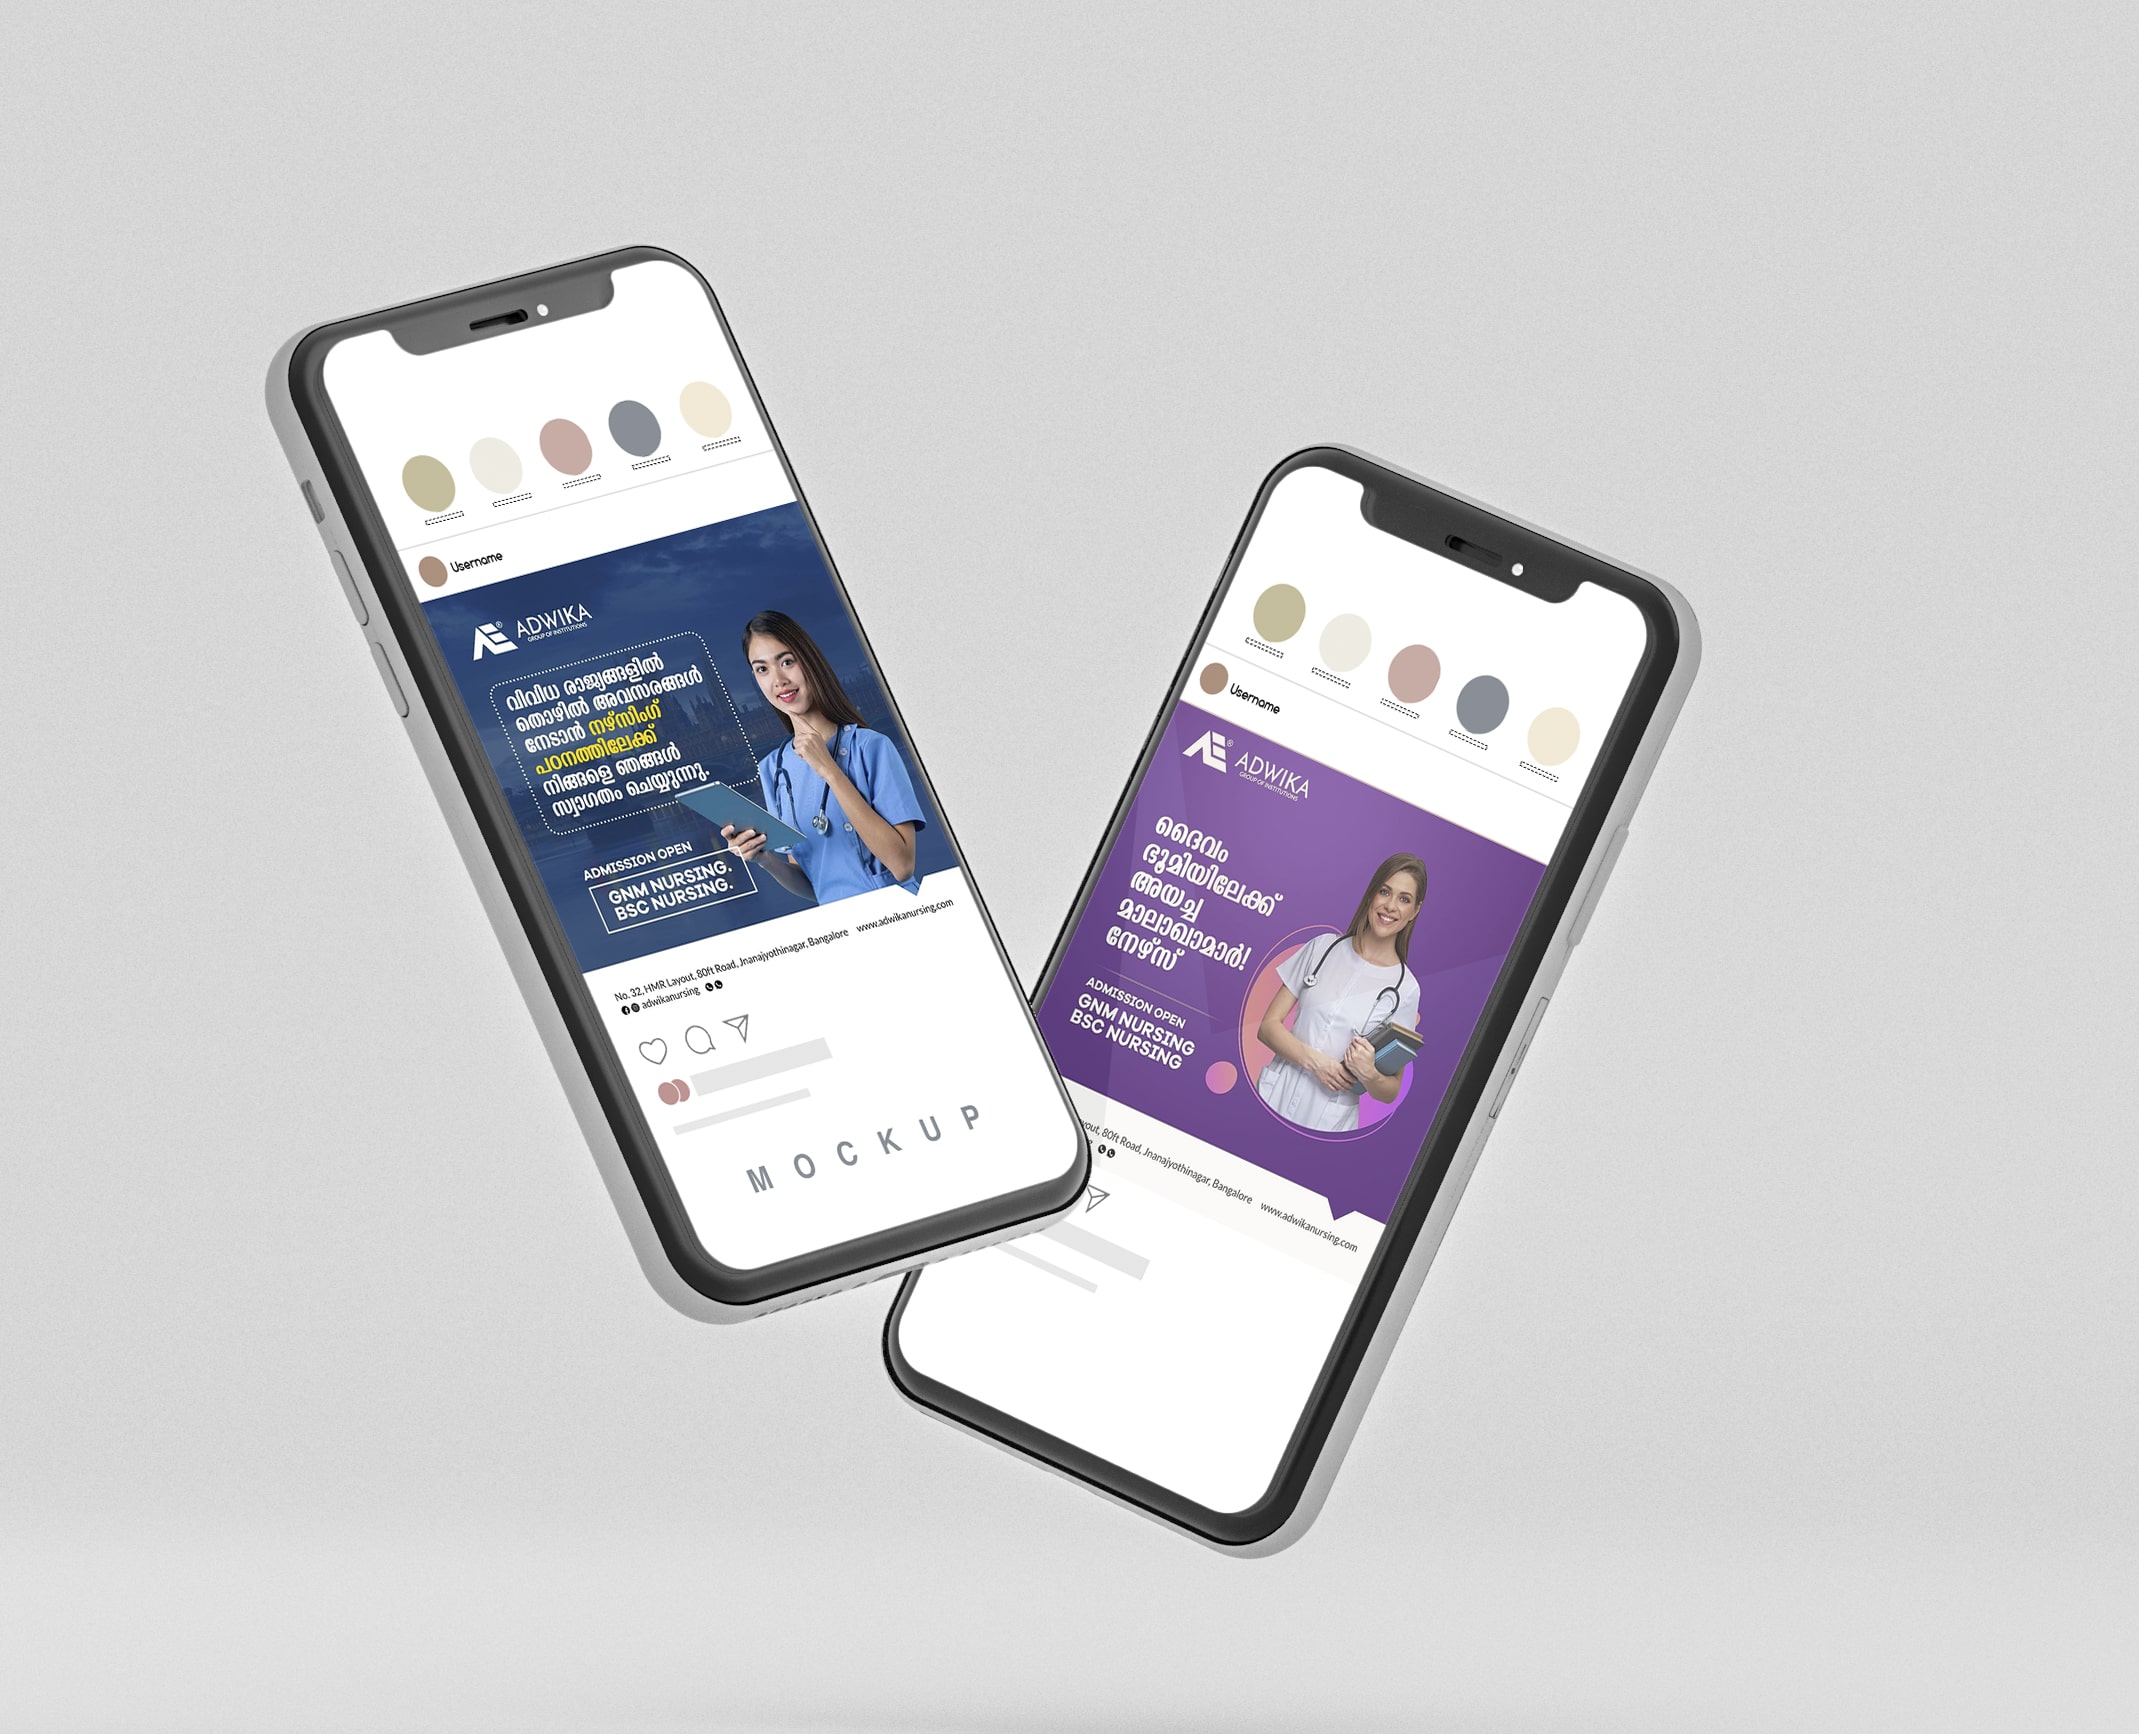 Username
AE® ADWIKA
GROUP OF INSTITUTIONS
വിവിധ രാജ്യങ്ങളിൽ
തൊഴിൽ അവസരങ്ങൾ
നേടാൻ നഴ്സിംഗ്
പഠനത്തിലേക്ക്
നിങ്ങളെ ഞങ്ങൾ
സ്വാഗതം ചെയ്യുന്നു.
ADMISSION OPEN
GNM NURSING.
BSC NURSING.
No. 32, HMR Layout, 80ft Road, Jnanajyothinagar, Bangalore www.adwikanursing.com
adwikanursing
MOCKUP
Username
AE® ADWIKA
GROUP OF INSTITUTIONS
ദൈവം
ഭൂമിയിലേക്ക്
അയച്ച
മാലാഖാമാർ!
നേഴ്സ്
ADMISSION OPEN
GNM NURSING
BSC NURSING
yout, 80ft Road, Jnanajyothinagar, Bangalore www.adwikanursing.com